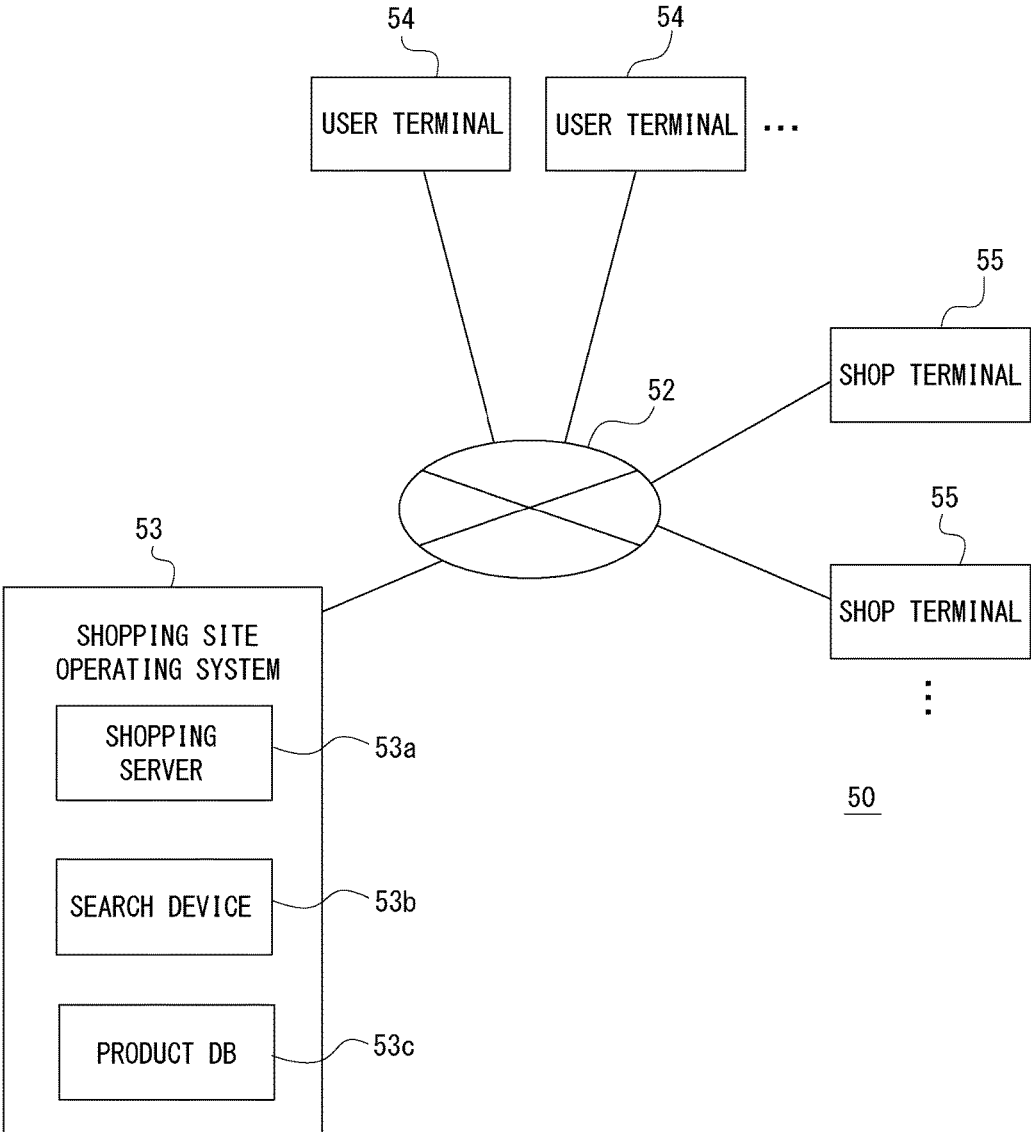 54
54
USER TERMINAL
USER TERMINAL
...
55
SHOP TERMINAL
52
55
SHOP TERMINAL
53
SHOPPING SITE
OPERATING SYSTEM
SHOPPING
SERVER
53a
50
SEARCH DEVICE
53b
PRODUCT DB
53c